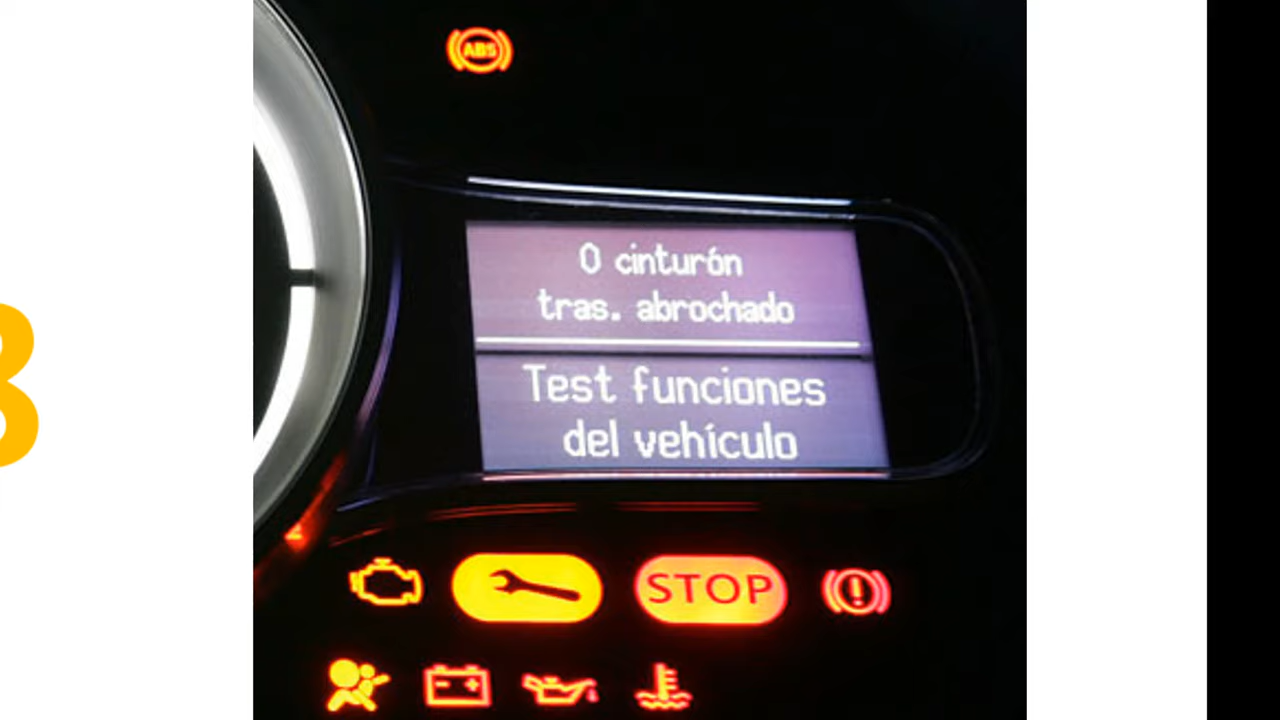 ABS
0 cinturón
tras. abrochado
Test funciones
del vehículo
STOP